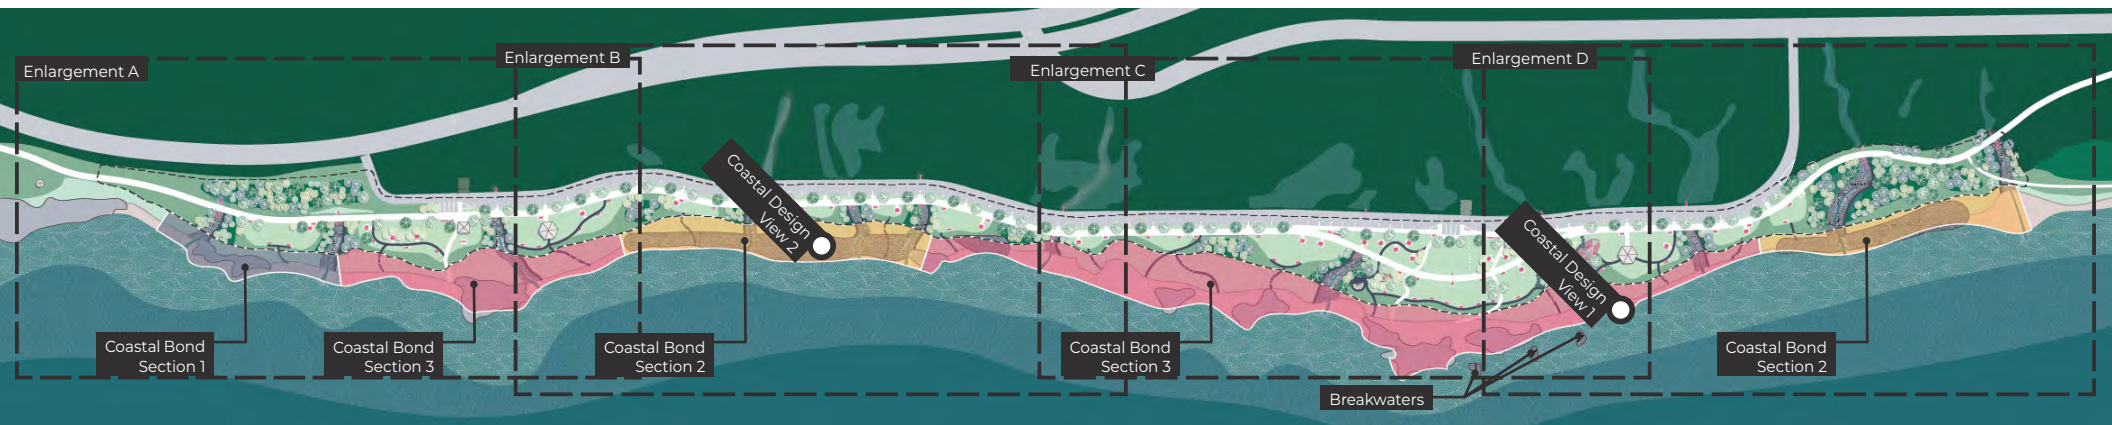 Enlargement A
Enlargement B
Enlargement C
Enlargement D
Coastal Design
View 2
Coastal Design
View 1
Coastal Bond
Section 1
Coastal Bond
Section 3
Coastal Bond
Section 2
Coastal Bond
Section 3
Coastal Bond
Section 2
Breakwaters